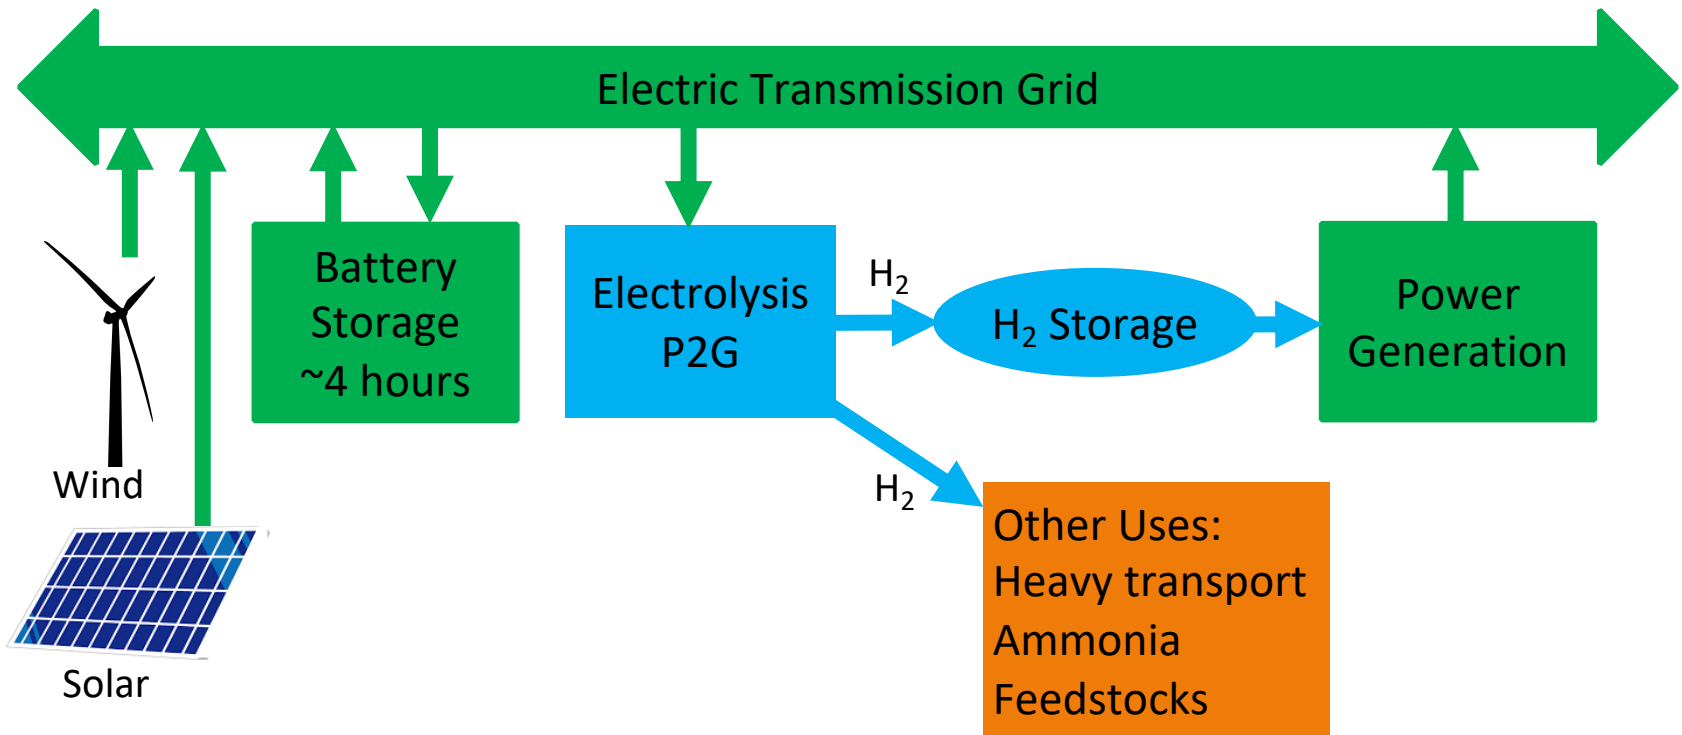 Electric Transmission Grid
Wind
Solar
Battery
Storage
~4 hours
Electrolysis
P2G
H₂
H₂ Storage
H₂
Power
Generation
Other Uses:
Heavy transport
Ammonia
Feedstocks